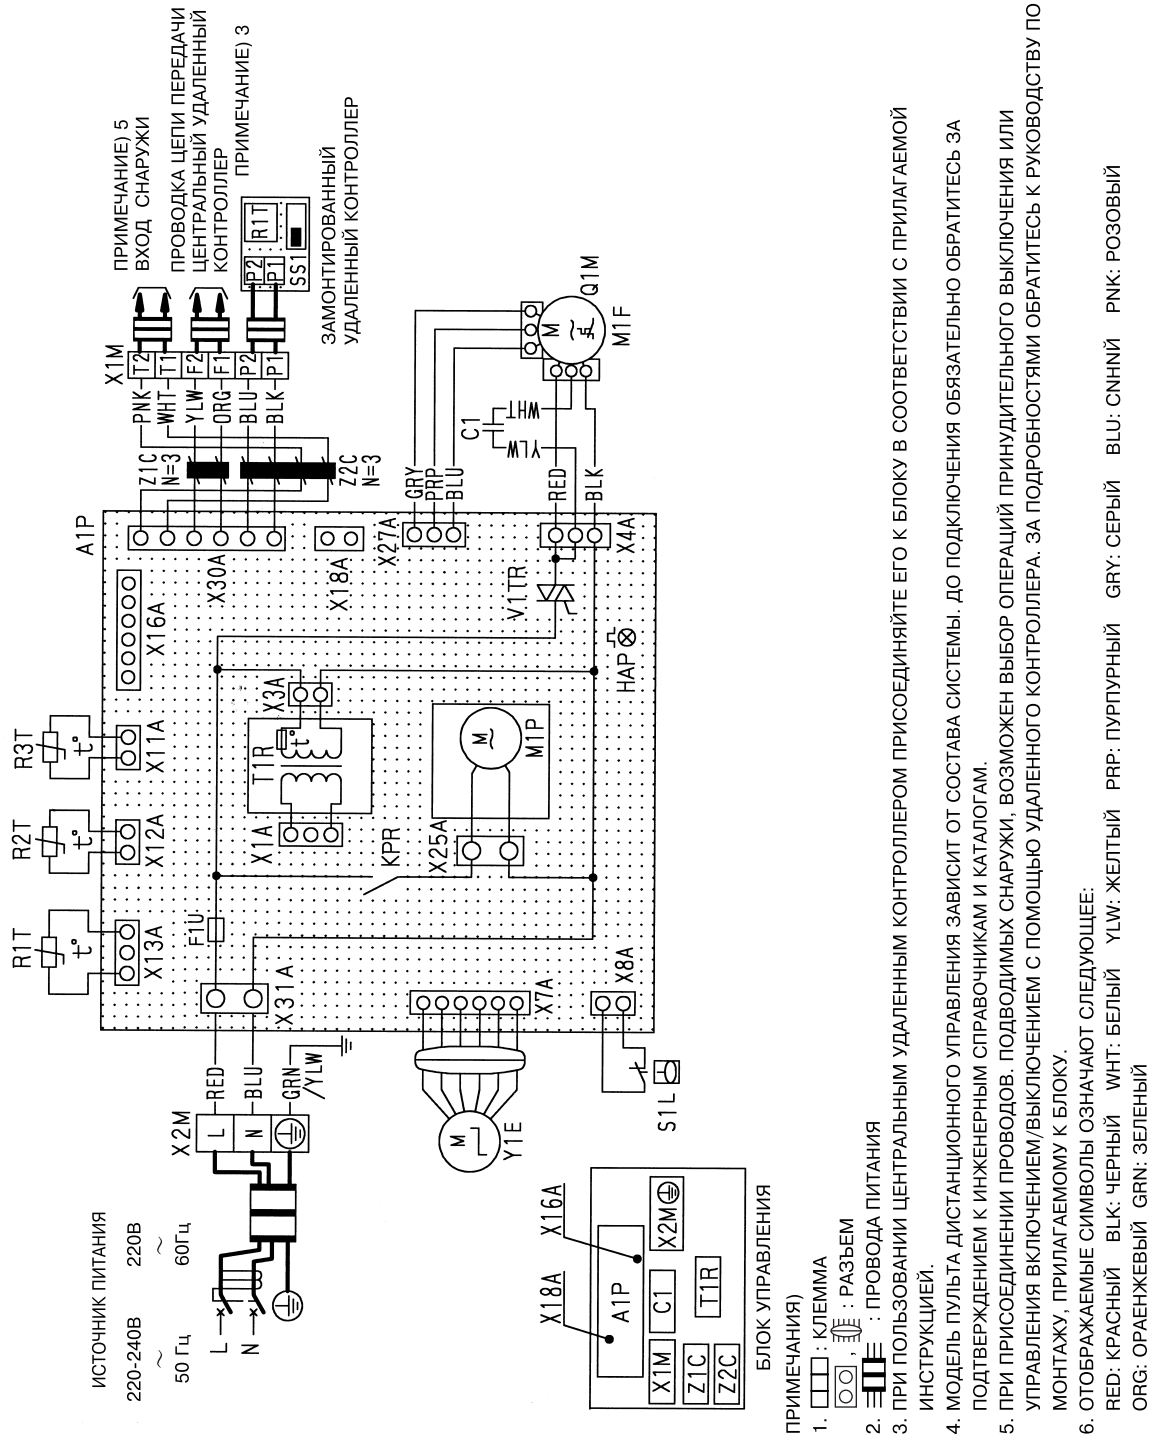 ИСТОЧНИК ПИТАНИЯ
220-240В 220В
~ ~
50 Гц 60Гц
L
N
X2M
L
N
RED
BLU
GRN
/YLW
R1T
t°
X13A
R2T
t°
X12A
R3T
t°
X11A
X16A
A1P
X31A
F1U
X1A
T1R
t°
X3A
X30A
X18A
KPR
X25A
M
~
M1P
HAP
V1TR
X27A
X4A
X7A
X8A
M
Y1E
S1L
Z1C
N=3
Z2C
N=3
PNK
WHT
YLW
ORG
BLU
BLK
X1M
T2
T1
F2
F1
P2
P1
ПРИМЕЧАНИЕ) 5
ВХОД СНАРУЖИ
ПРОВОДКА ЦЕПИ ПЕРЕДАЧИ
ЦЕНТРАЛЬНЫЙ УДАЛЕННЫЙ
КОНТРОЛЛЕР
ПРИМЕЧАНИЕ) 3
P2
P1
R1T
SS1
ЗАМОНТИРОВАННЫЙ
УДАЛЕННЫЙ КОНТРОЛЛЕР
GRY
PRP
BLU
RED
BLK
YLW
WHT
C1
M
~
Q1M
M1F
X18A
X16A
A1P
X1M
C1
X2M
Z1C
Z2C
T1R
БЛОК УПРАВЛЕНИЯ
ПРИМЕЧАНИЯ)
1. : КЛЕММА
, : РАЗЪЕМ
2. : ПРОВОДА ПИТАНИЯ
3. ПРИ ПОЛЬЗОВАНИИ ЦЕНТРАЛЬНЫМ УДАЛЕННЫМ КОНТРОЛЛЕРОМ ПРИСОЕДИНЯЙТЕ ЕГО К БЛОКУ В СООТВЕТСТВИИ С ПРИЛАГАЕМОЙ
ИНСТРУКЦИЕЙ.
4. МОДЕЛЬ ПУЛЬТА ДИСТАНЦИОННОГО УПРАВЛЕНИЯ ЗАВИСИТ ОТ СОСТАВА СИСТЕМЫ. ДО ПОДКЛЮЧЕНИЯ ОБЯЗАТЕЛЬНО ОБРАТИТЕСЬ ЗА
ПОДТВЕРЖДЕНИЕМ К ИНЖЕНЕРНЫМ СПРАВОЧНИКАМ И КАТАЛОГАМ.
5. ПРИ ПРИСОЕДИНЕНИИ ПРОВОДОВ. ПОДВОДИМЫХ СНАРУЖИ, ВОЗМОЖЕН ВЫБОР ОПЕРАЦИЙ ПРИНУДИТЕЛЬНОГО ВЫКЛЮЧЕНИЯ ИЛИ
УПРАВЛЕНИЯ ВКЛЮЧЕНИЕМ/ВЫКЛЮЧЕНИЕМ С ПОМОЩЬЮ УДАЛЕННОГО КОНТРОЛЛЕРА. ЗА ПОДРОБНОСТЯМИ ОБРАТИТЕСЬ К РУКОВОДСТВУ ПО
МОНТАЖУ, ПРИЛАГАЕМОМУ К БЛОКУ.
6. ОТОБРАЖАЕМЫЕ СИМВОЛЫ ОЗНАЧАЮТ СЛЕДУЮЩЕЕ:
RED: КРАСНЫЙ BLK: ЧЕРНЫЙ WHT: БЕЛЫЙ YLW: ЖЕЛТЫЙ PRP: ПУРПУРНЫЙ GRY: СЕРЫЙ BLU: СННИЙ PNK: РОЗОВЫЙ
ORG: ОРАЕНЖЕВЫЙ GRN: ЗЕЛЕНЫЙ